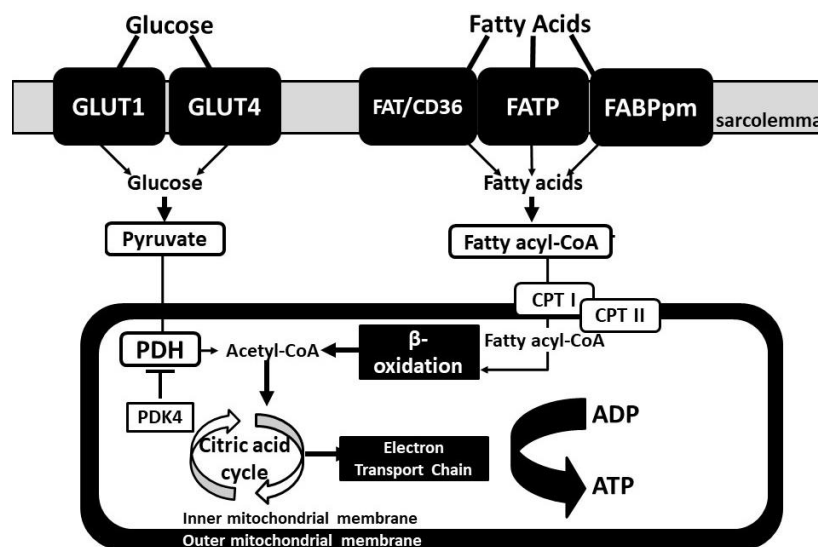 Glucose
Fatty Acids
GLUT1
GLUT4
FAT/CD36
FATP
FABPpm
sarcolemma
Glucose
Fatty acids
Pyruvate
Fatty acyl-CoA
CPT I
CPT II
PDH
Acetyl-CoA
β-
oxidation
Fatty acyl-CoA
PDK4
Citric acid
cycle
Electron
Transport Chain
ADP
ATP
Inner mitochondrial membrane
Outer mitochondrial membrane